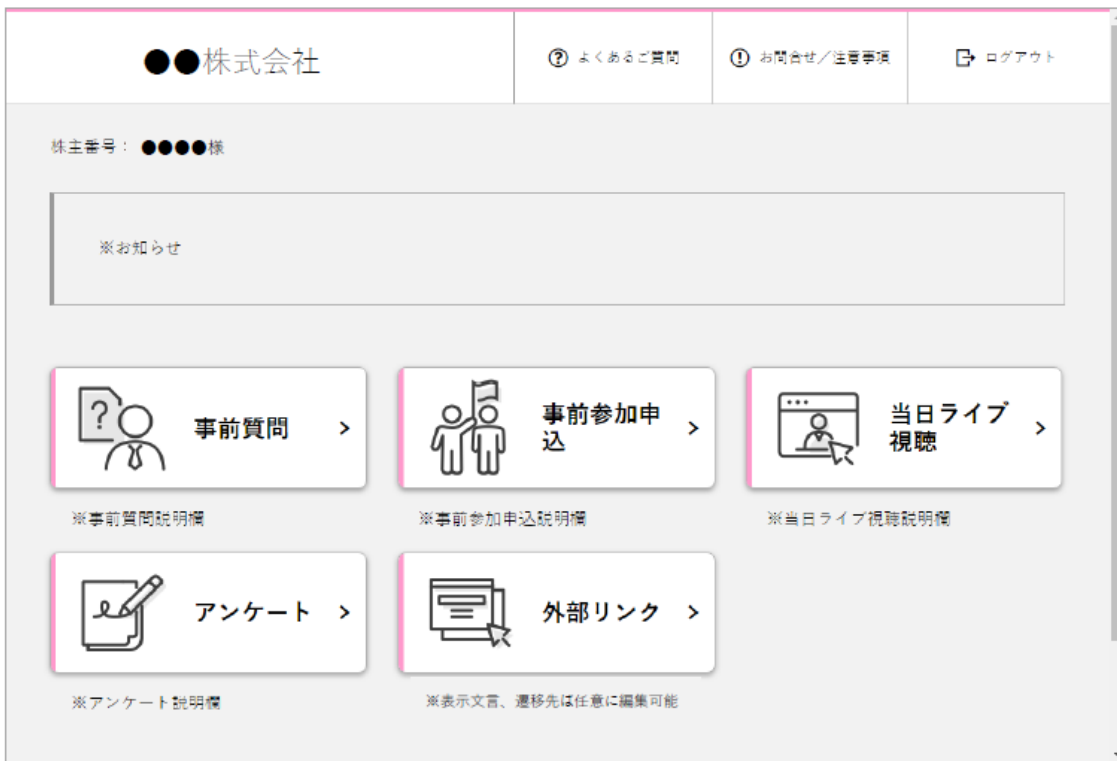 ●●株式会社
よくあるご質問
お問合せ/注意事項
ログアウト
株主番号: ●●●●様
※お知らせ
事前質問
事前参加申
込
当日ライブ
視聴
※事前質問説明欄
※事前参加申込説明欄
※当日ライブ視聴説明欄
アンケート
外部リンク
※アンケート説明欄
※表示文言、遷移先は任意に編集可能